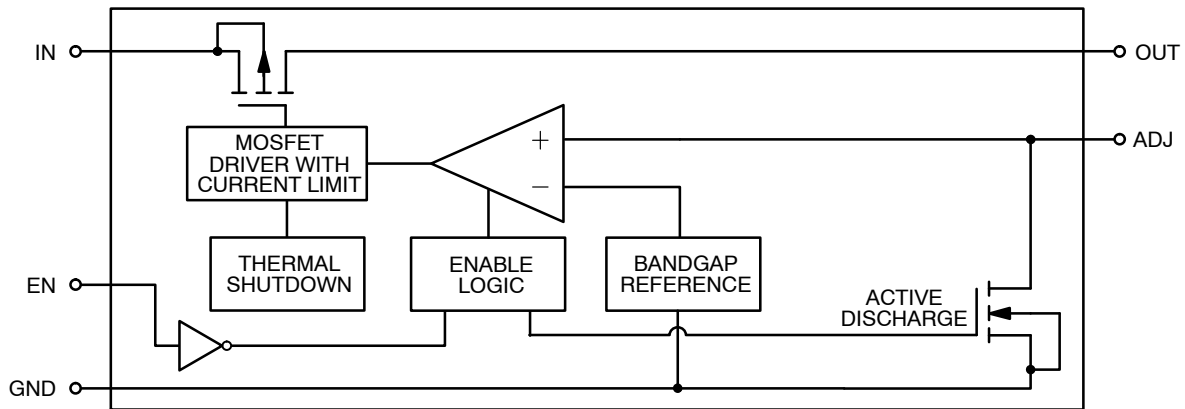 IN
OUT
MOSFET
DRIVER WITH
CURRENT LIMIT
+
−
ADJ
THERMAL
SHUTDOWN
ENABLE
LOGIC
BANDGAP
REFERENCE
EN
ACTIVE
DISCHARGE
GND